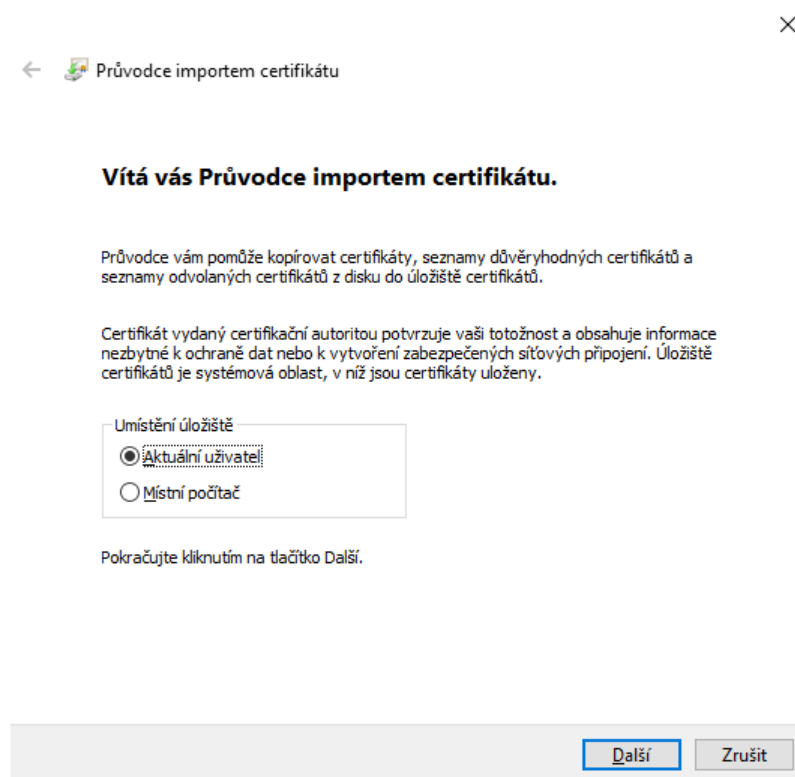 Průvodce importem certifikátu
Vítá vás Průvodce importem certifikátu.
Průvodce vám pomůže kopírovat certifikáty, seznamy důvěryhodných certifikátů a
seznamy odvolaných certifikátů z disku do úložiště certifikátů.
Certifikát vydaný certifikační autoritou potvrzuje vaši totožnost a obsahuje informace
nezbytné k ochraně dat nebo k vytvoření zabezpečených síťových připojení. Úložiště
certifikátů je systémová oblast, v níž jsou certifikáty uloženy.
Umístění úložiště
Aktuální uživatel
Místní počítač
Pokračujte kliknutím na tlačítko Další.
Další Zrušit